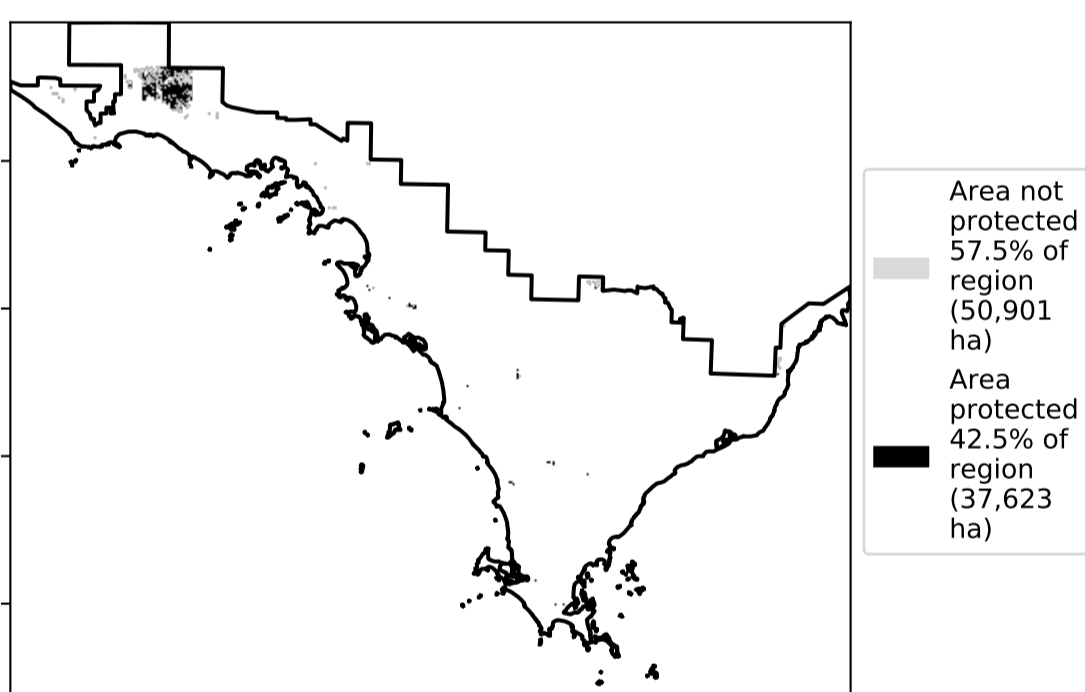 Area not
protected
57.5% of
region
(50,901
ha)
Area
protected
42.5% of
region
(37,623
ha)